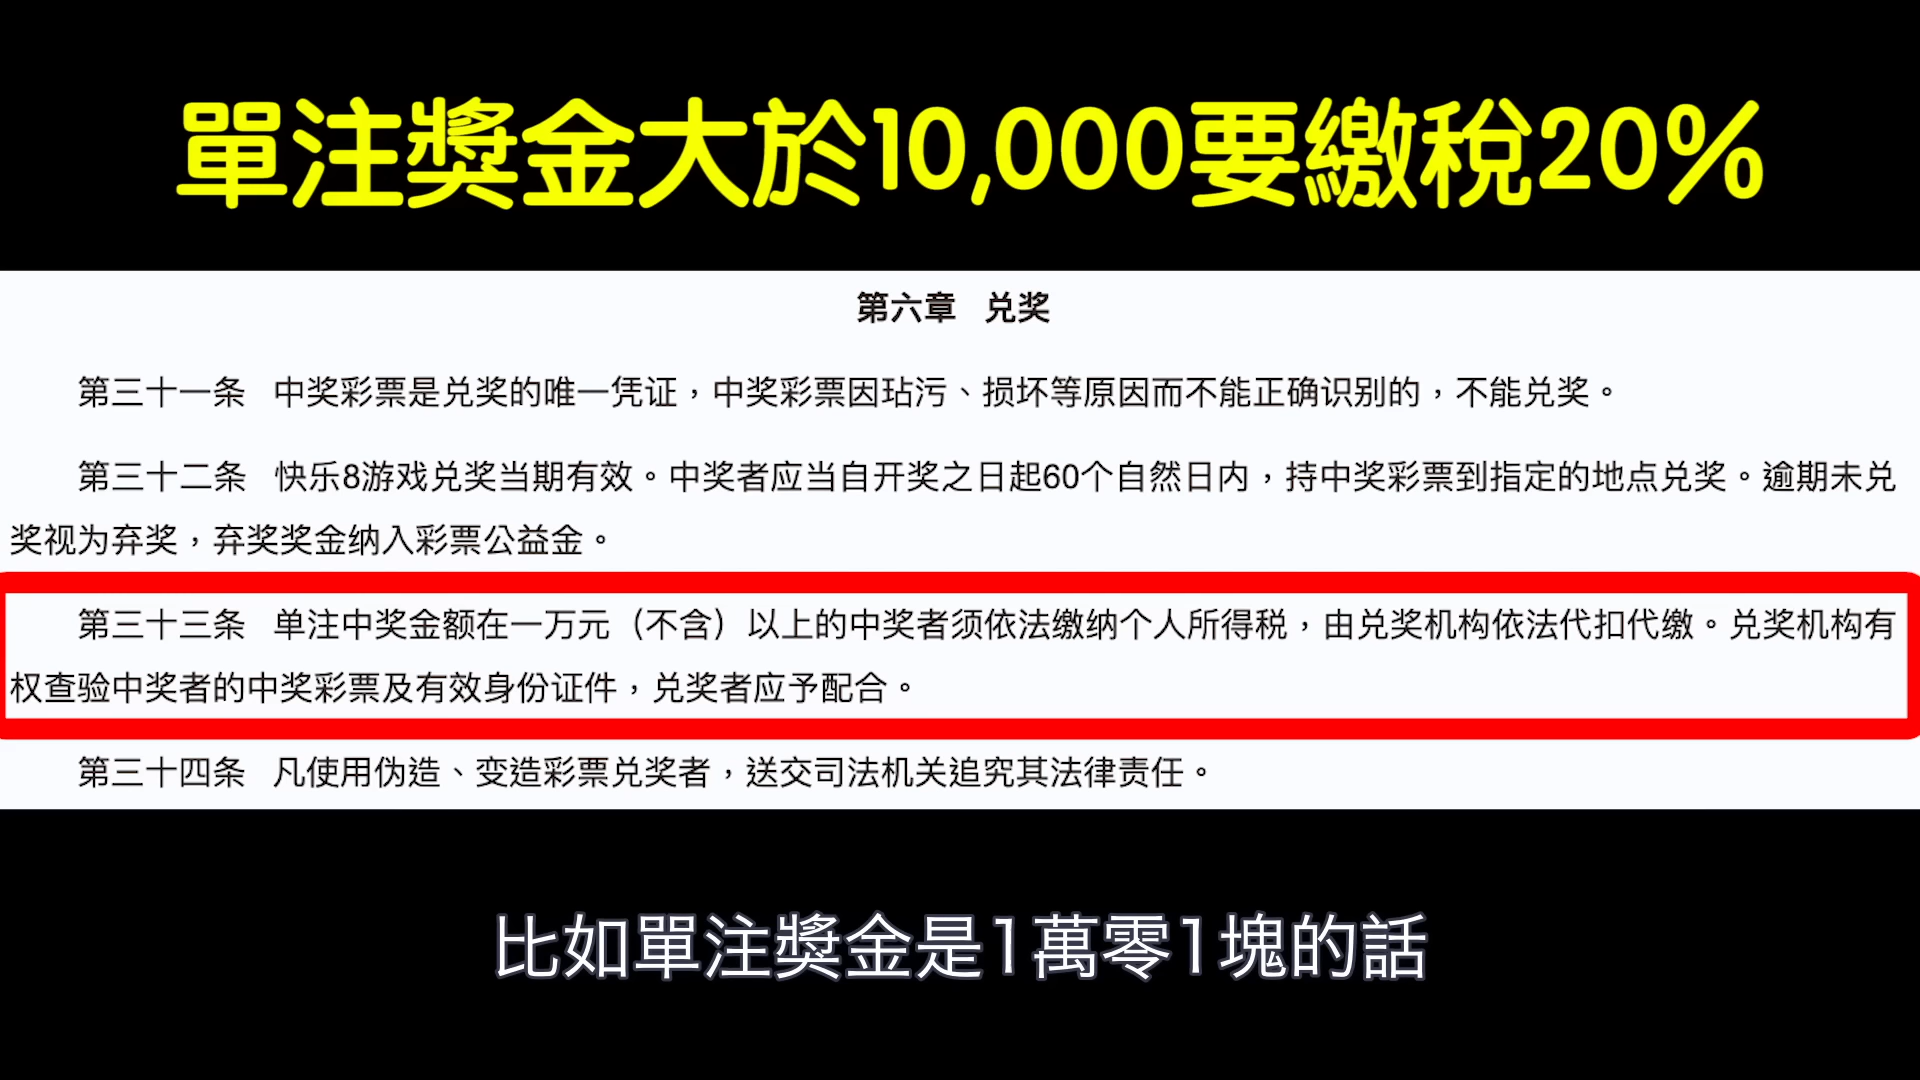 單注獎金大於10,000要繳稅20%
第六章 兑奖
第三十一条 中奖彩票是兑奖的唯一凭证，中奖彩票因玷污、损坏等原因而不能正确识别的，不能兑奖。
第三十二条 快乐8游戏兑奖当期有效。中奖者应当自开奖之日起60个自然日内，持中奖彩票到指定的地点兑奖。逾期未兑
奖视为弃奖，弃奖奖金纳入彩票公益金。
第三十三条 单注中奖金额在一万元（不含）以上的中奖者须依法缴纳个人所得税，由兑奖机构依法代扣代缴。兑奖机构有
权查验中奖者的中奖彩票及有效身份证件，兑奖者应予配合。
第三十四条 凡使用伪造、变造彩票兑奖者，送交司法机关追究其法律责任。
比如單注獎金是1萬零1塊的話